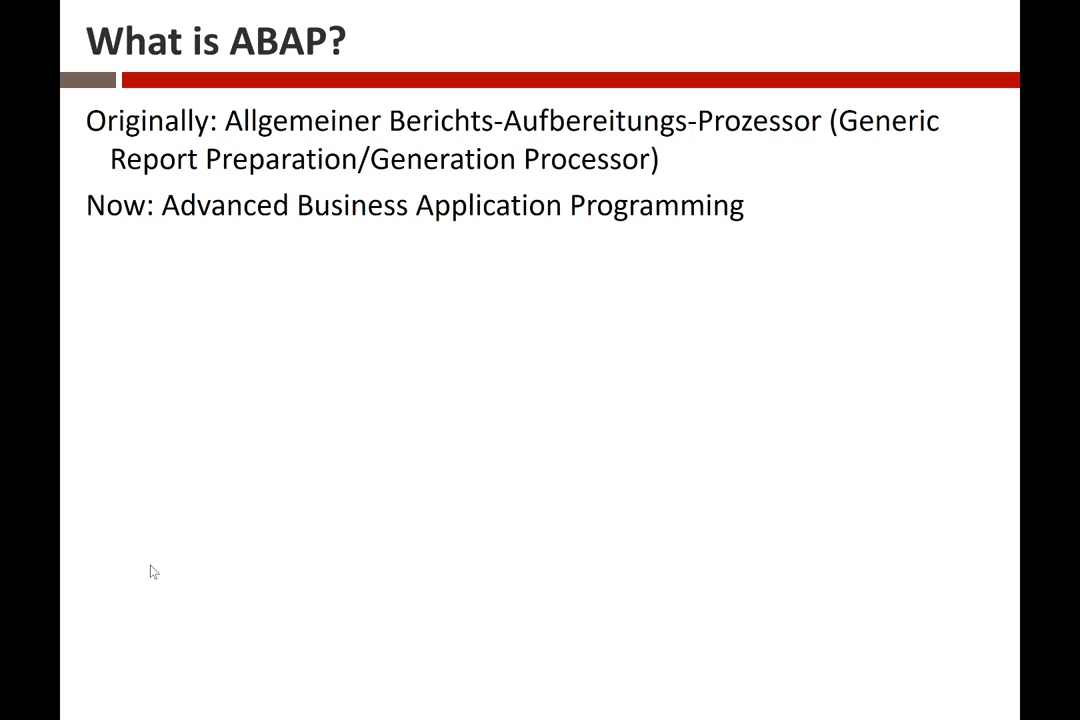 What is ABAP?
Originally: Allgemeiner Berichts-Aufbereitungs-Prozessor (Generic
Report Preparation/Generation Processor)
Now: Advanced Business Application Programming